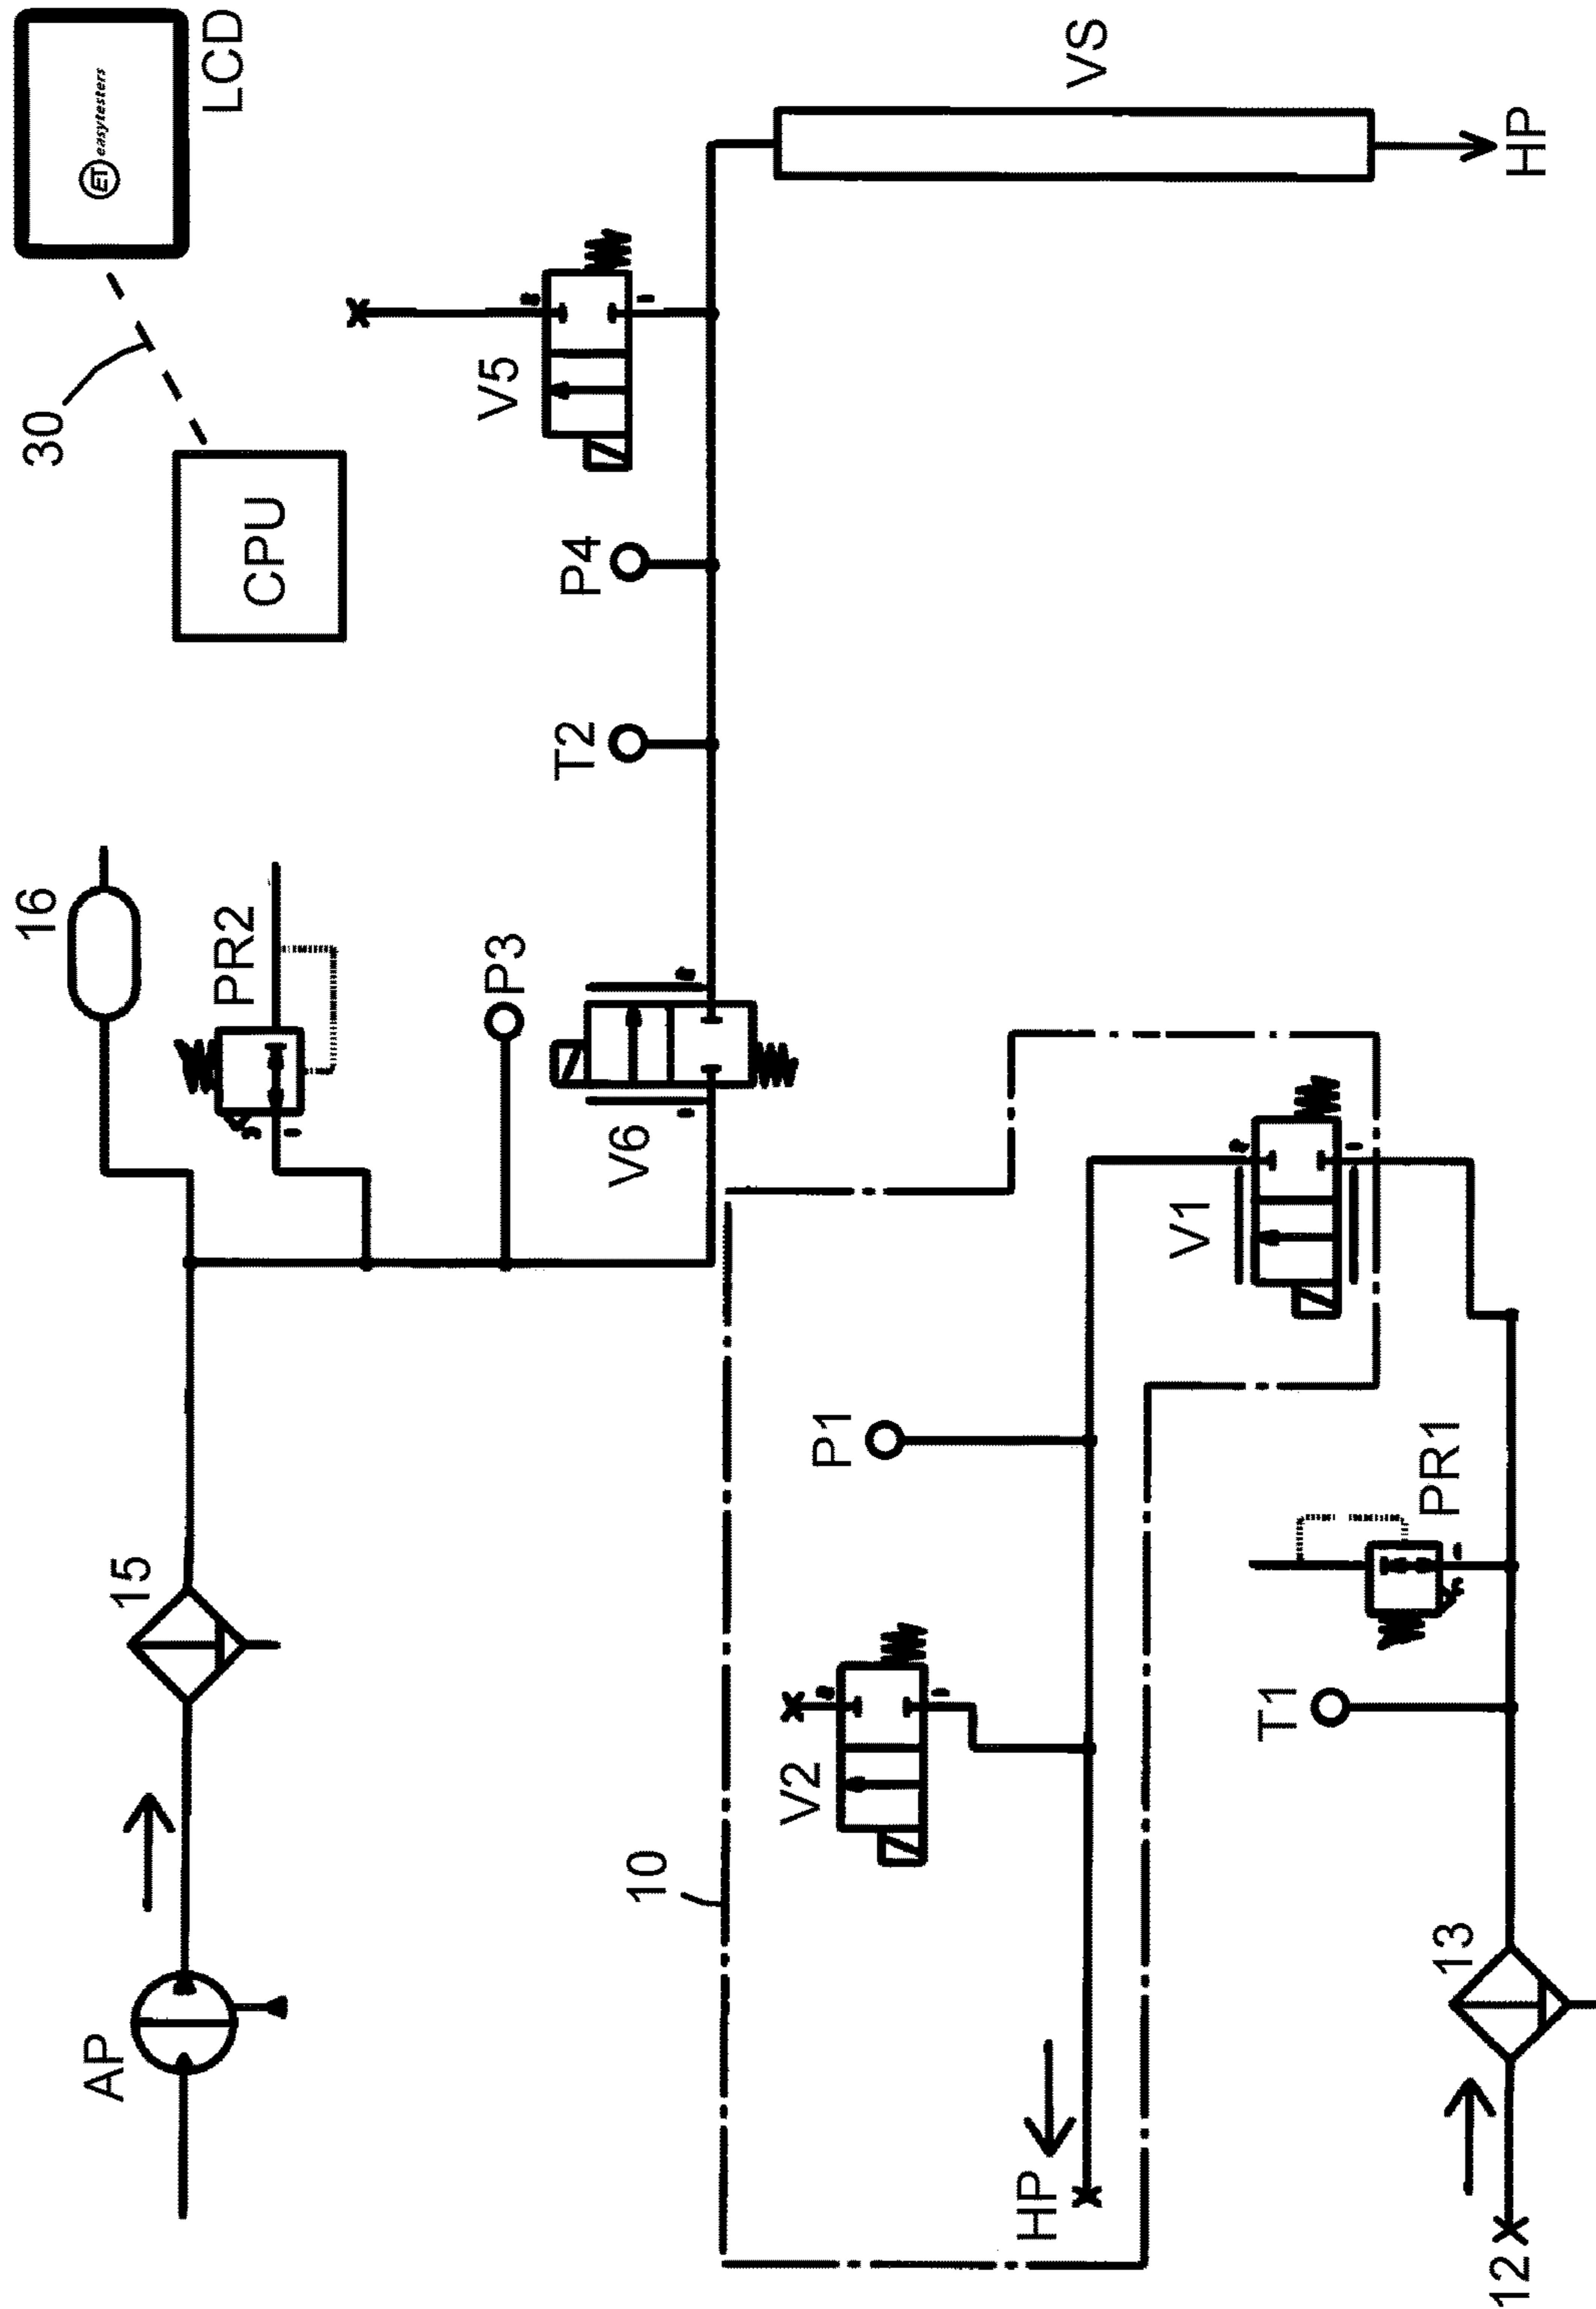 AP
15
16
PR2
P3
V6
T2
P4
V5
30
CPU
LCD
ET easytesters
VS
HP
10
HP
V2
P1
V1
12
13
T1
PR1